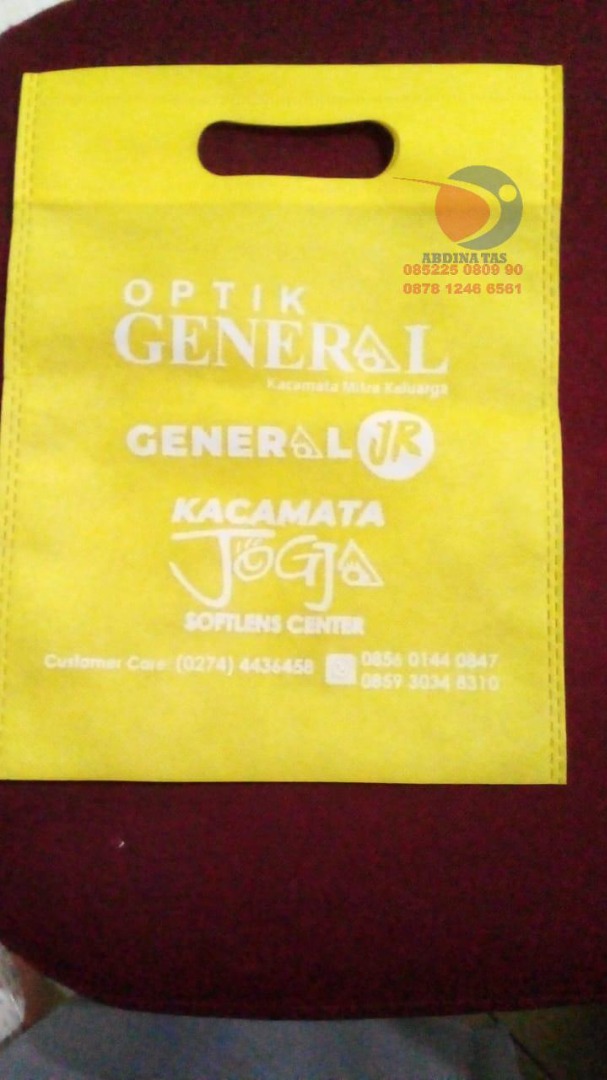 ABDINA TAS
085225 0809 90
0878 1246 6561
OPTIK
GENERAL
Kacamata Mitra Keluarga
GENERAL JR
KACAMATA
JOGJA
SOFTLENS CENTER
Customer Care (0274) 4436458
0856 0144 0847
0859 3034 8310